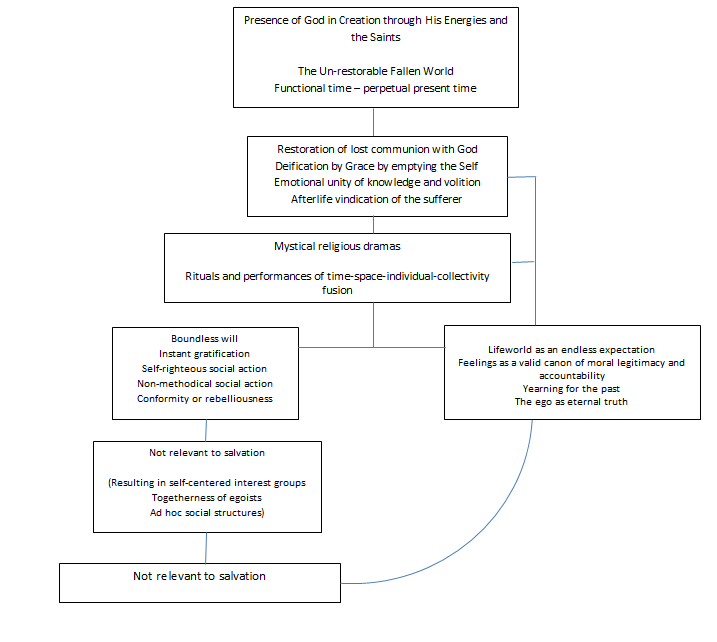 Presence of God in Creation through His Energies and
the Saints
The Un-restorable Fallen World
Functional time – perpetual present time
Restoration of lost communion with God
Deification by Grace by emptying the Self
Emotional unity of knowledge and volition
Afterlife vindication of the sufferer
Mystical religious dramas
Rituals and performances of time-space-individual-collectivity
fusion
Boundless will
Instant gratification
Self-righteous social action
Non-methodical social action
Conformity or rebelliousness
Lifeworld as an endless expectation
Feelings as a valid canon of moral legitimacy and
accountability
Yearning for the past
The ego as eternal truth
Not relevant to salvation
(Resulting in self-centered interest groups
Togetherness of egoists
Ad hoc social structures)
Not relevant to salvation